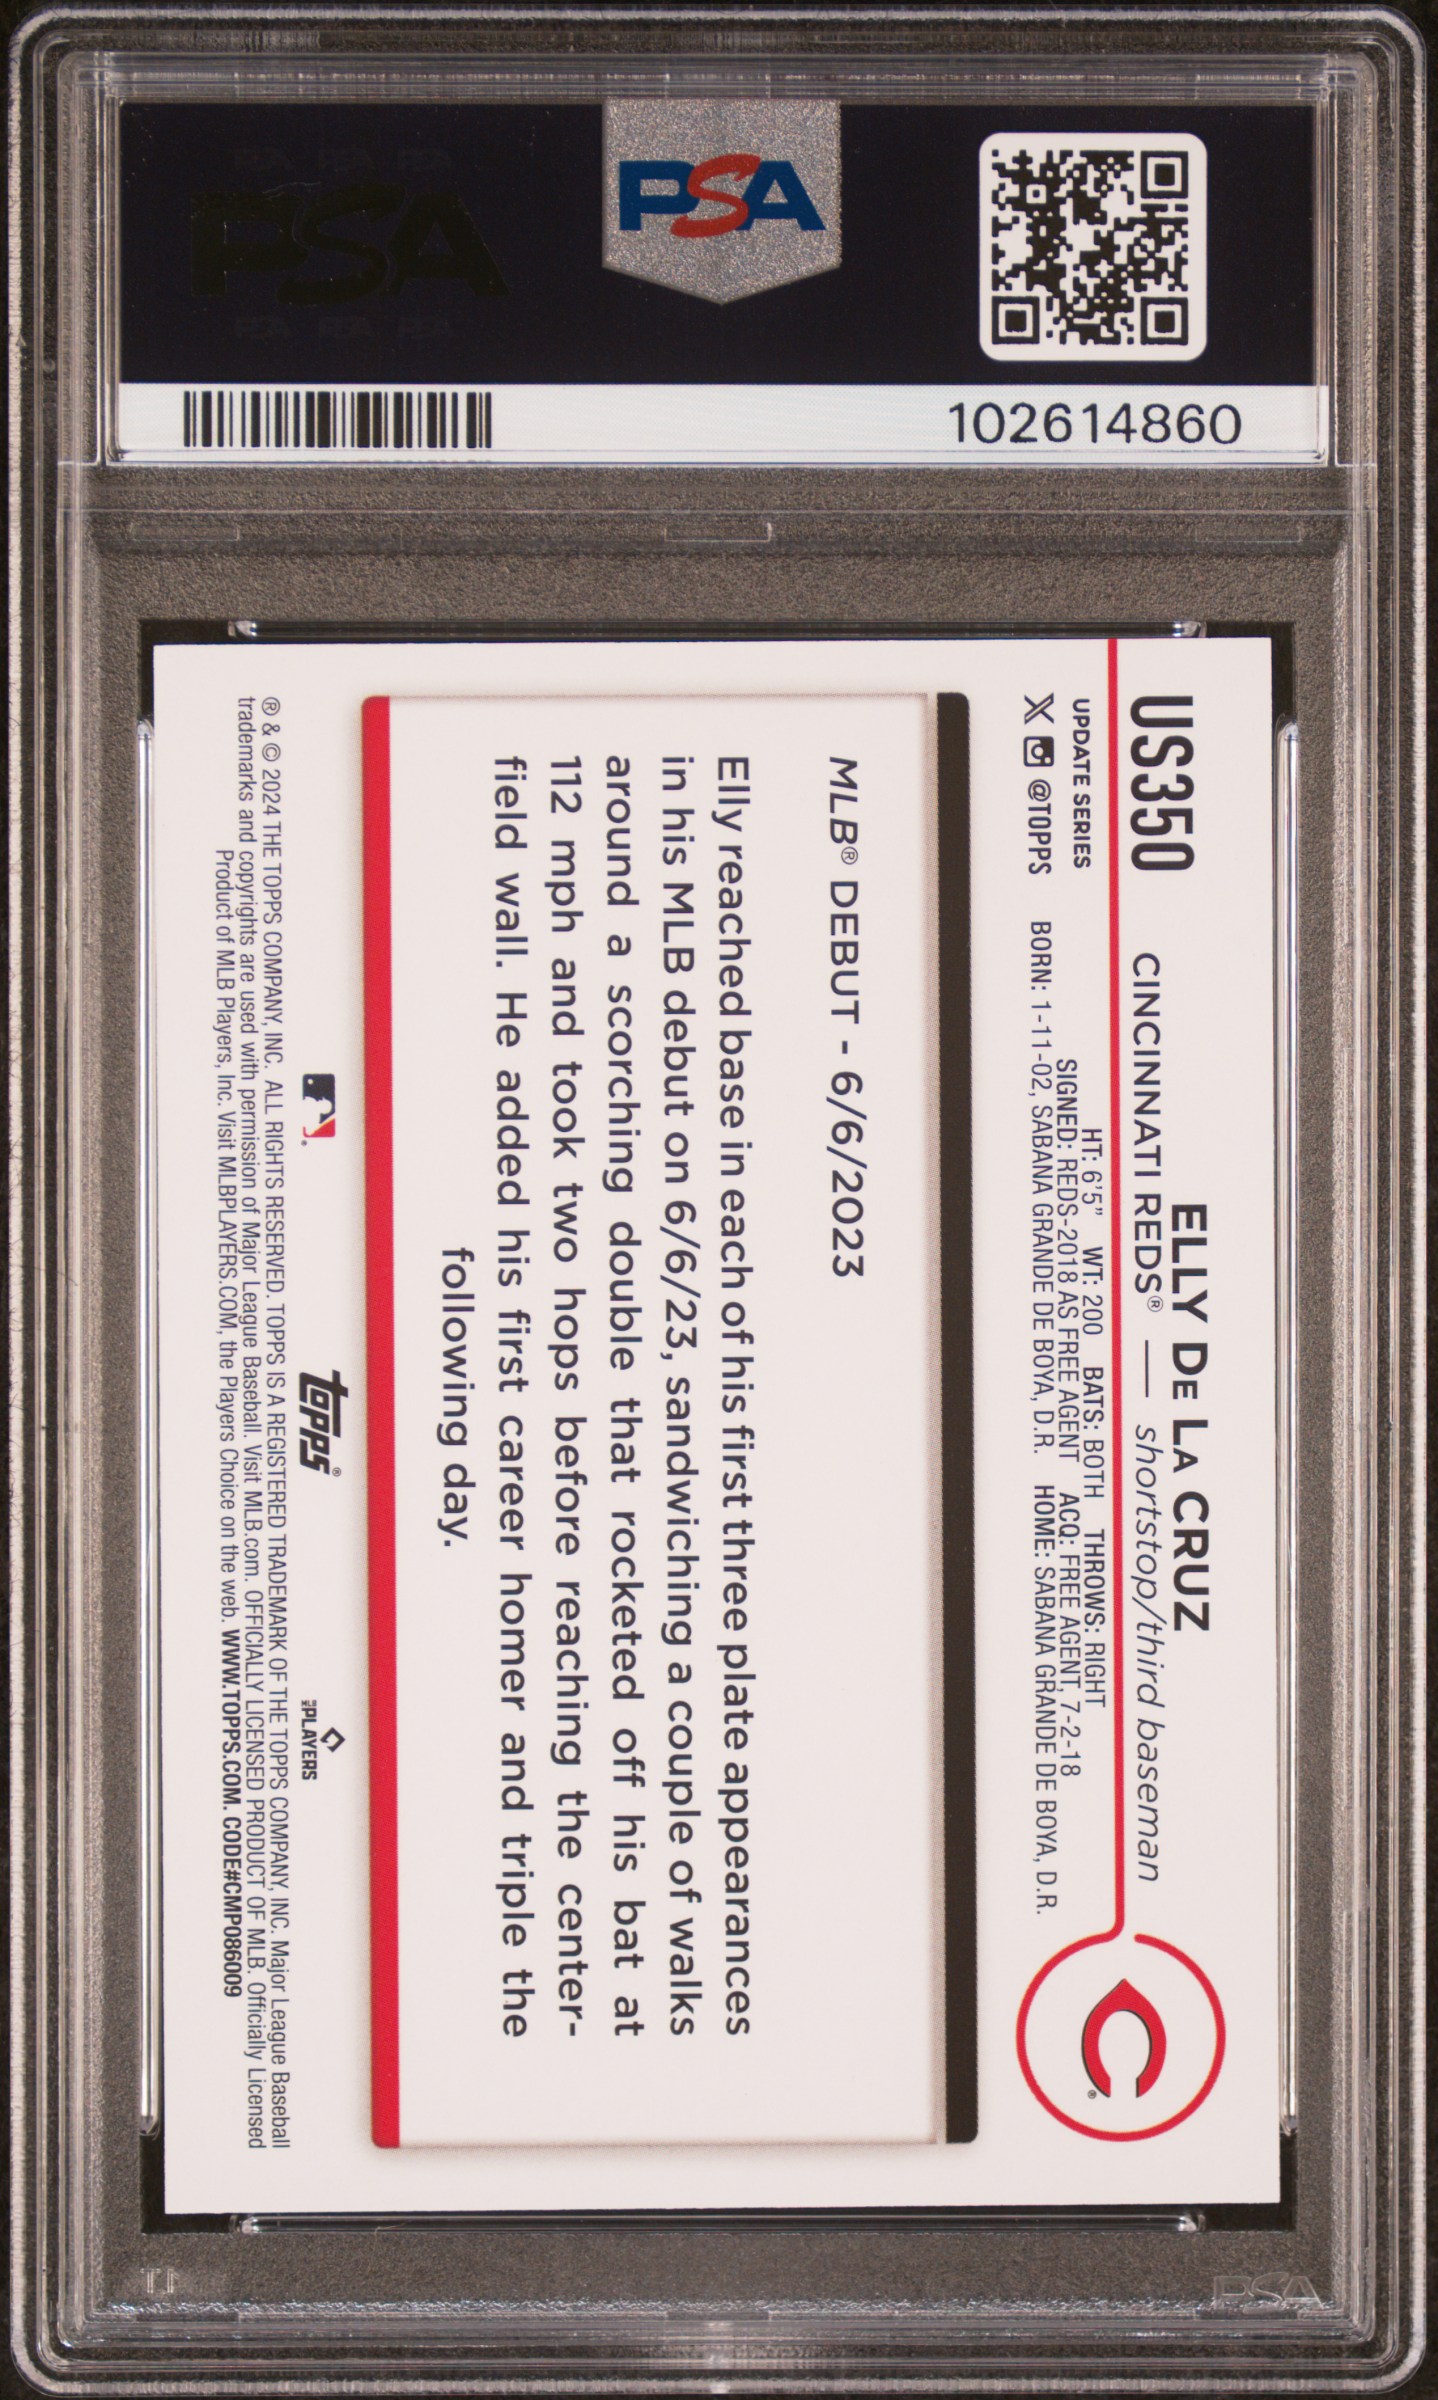 PSA
PSA
102614860
US350
ELLY DE LA CRUZ
CINCINNATI REDS® — shortstop/third baseman
UPDATE SERIES
HT: 6'5" WT: 200 BATS: BOTH THROWS: RIGHT
SIGNED: REDS-2018 AS FREE AGENT ACQ: FREE AGENT, 7-2-18
@TOPPS BORN: 1-11-02, SABANA GRANDE DE BOYA, D.R. HOME: SABANA GRANDE DE BOYA, D.R.
C®
MLB® DEBUT - 6/6/2023
Elly reached base in each of his first three plate appearances
in his MLB debut on 6/6/23, sandwiching a couple of walks
around a scorching double that rocketed off his bat at
112 mph and took two hops before reaching the center-
field wall. He added his first career homer and triple the
following day.
topps®
PLAYERS
® & © 2024 THE TOPPS COMPANY, INC. ALL RIGHTS RESERVED. TOPPS IS A REGISTERED TRADEMARK OF THE TOPPS COMPANY, INC. Major League Baseball
trademarks and copyrights are used with permission of Major League Baseball. Visit MLB.com. OFFICIALLY LICENSED PRODUCT OF MLB. Officially Licensed
Product of MLB Players, Inc. Visit MLBPLAYERS.COM, the Players Choice on the web. WWW.TOPPS.COM. CODE#CMP086009
PSA